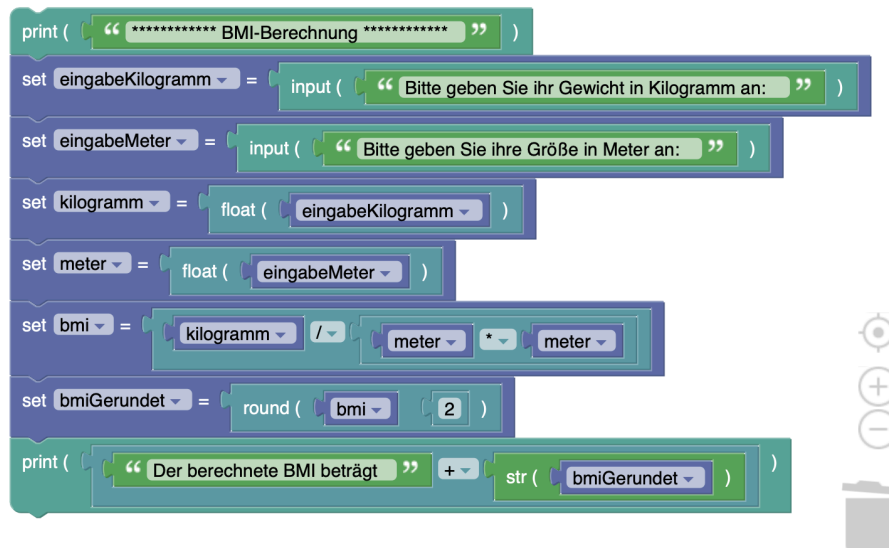 print ( “ ************ BMI-Berechnung ************ ” )
set eingabeKilogramm = input ( “ Bitte geben Sie ihr Gewicht in Kilogramm an: ” )
set eingabeMeter = input ( “ Bitte geben Sie ihre Größe in Meter an: ” )
set kilogramm = float ( eingabeKilogramm )
set meter = float ( eingabeMeter )
set bmi = kilogramm / meter * meter
set bmiGerundet = round ( bmi 2 )
print ( “ Der berechnete BMI beträgt ” + str ( bmiGerundet ) )